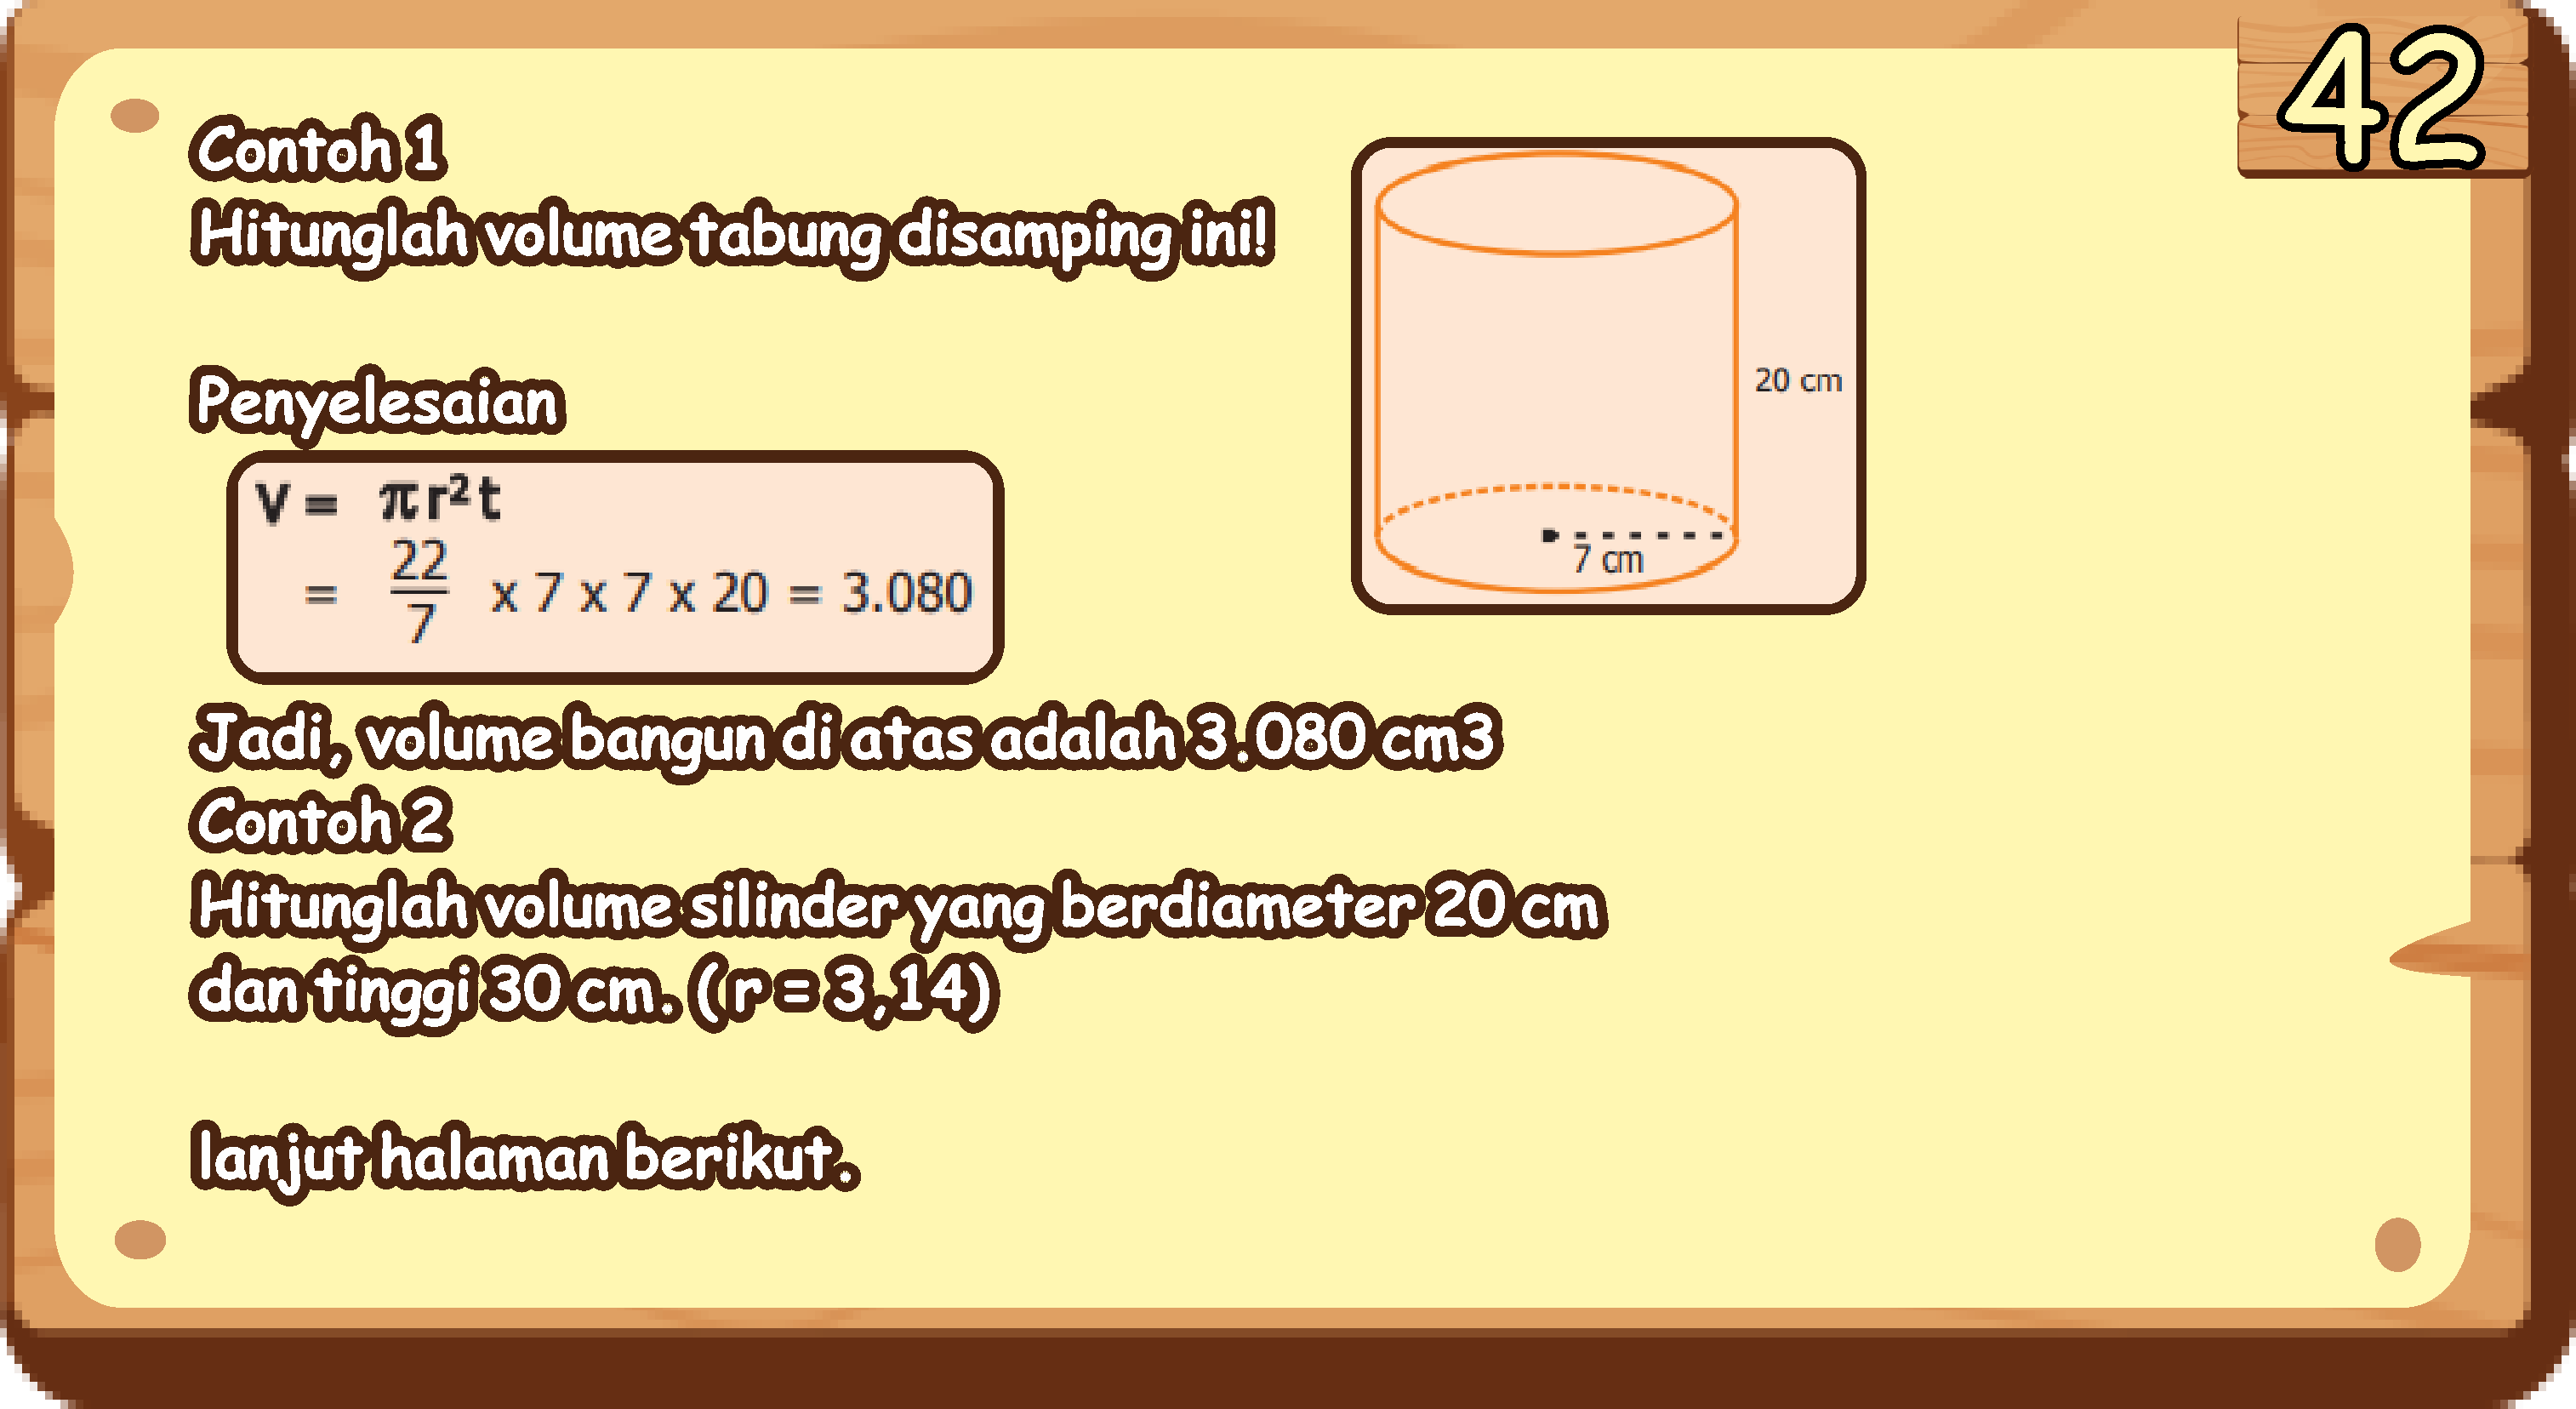 42
Contoh 1
Hitunglah volume tabung disamping ini!
20 cm
7 cm
Penyelesaian
V = πr²t
= 22/7 x 7 x 7 x 20 = 3.080
Jadi, volume bangun di atas adalah 3.080 cm3
Contoh 2
Hitunglah volume silinder yang berdiameter 20 cm
dan tinggi 30 cm. (r = 3,14)
lanjut halaman berikut.